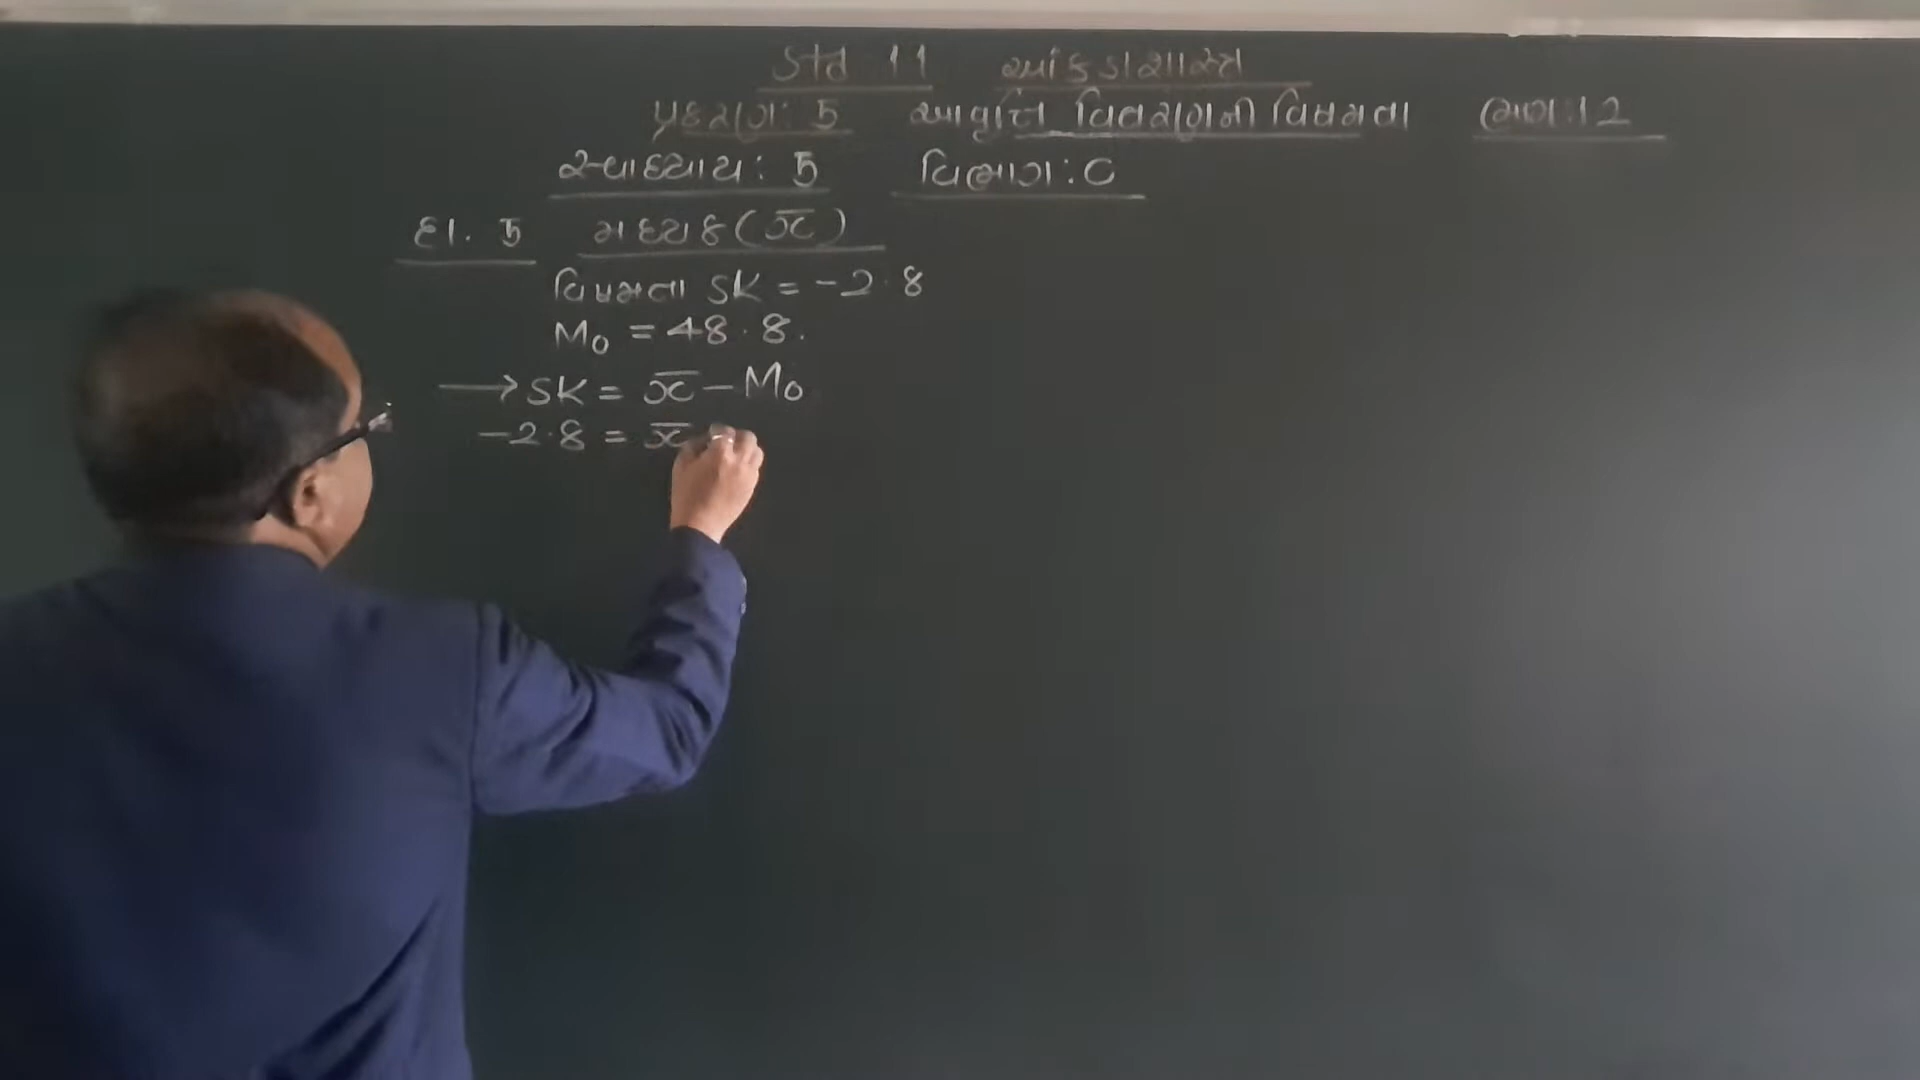 Std 11 આંકડાશાસ્ત્ર
પ્રકરણ: 5 આવૃત્તિ વિતરણની વિષમતા ભાગ: 12
સ્વાધ્યાય: 5 વિભાગ: C
દા. 5 મધ્યક (x̄)
વિષમતા SK = -2.8
Mo = 48.8.
→ SK = x̄ - Mo
-2.8 = x̄